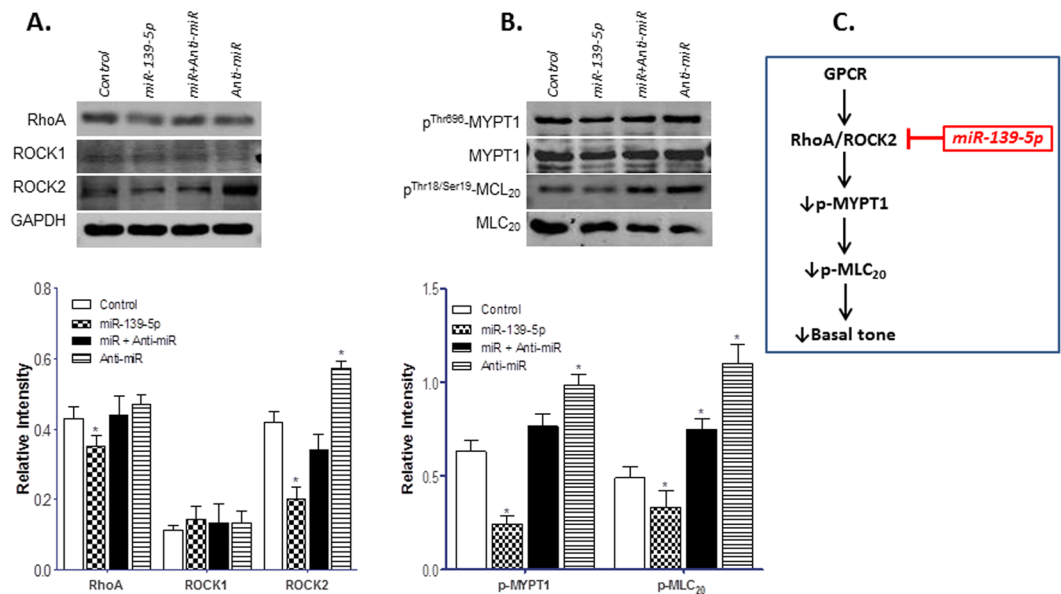 A.
Control
miR-139-5p
miR+Anti-miR
Anti-miR
RhoA
ROCK1
ROCK2
GAPDH
0.8
0.6
0.4
0.2
0.0
Relative Intensity
Control
miR-139-5p
miR + Anti-miR
Anti-miR
*
*
*
RhoA
ROCK1
ROCK2
B.
Control
miR-139-5p
miR+Anti-miR
Anti-miR
pThr696-MYPT1
MYPT1
pThr18/Ser19-MCL20
MLC20
1.5
1.0
0.5
0.0
Relative Intensity
Control
miR-139-5p
miR + Anti-miR
Anti-miR
*
*
*
*
*
p-MYPT1
p-MLC20
C.
GPCR
RhoA/ROCK2
miR-139-5p
↓p-MYPT1
↓p-MLC20
↓Basal tone